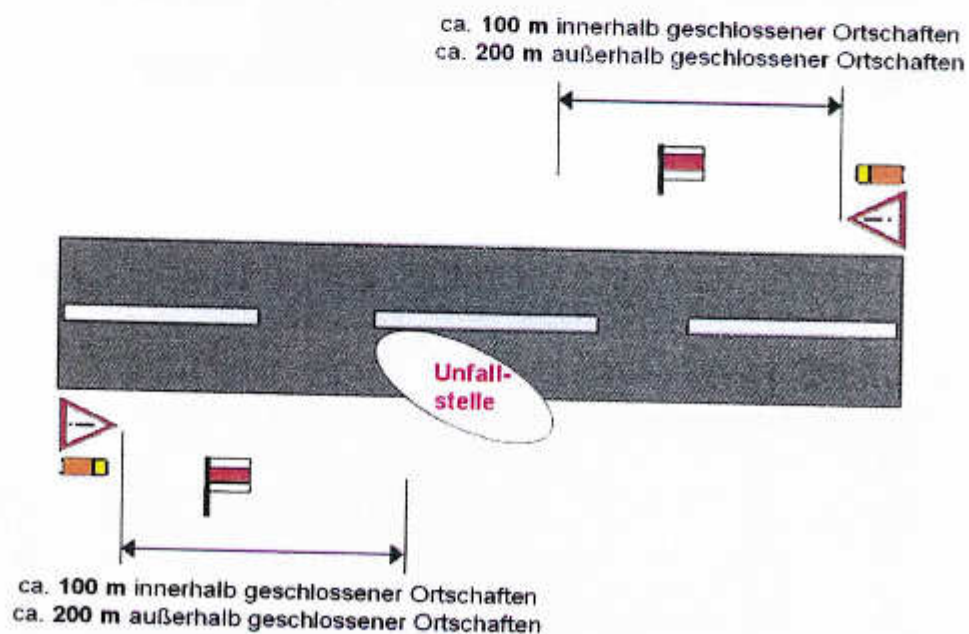 ca. 100 m innerhalb geschlossener Ortschaften
ca. 200 m außerhalb geschlossener Ortschaften
Unfall-
stelle
ca. 100 m innerhalb geschlossener Ortschaften
ca. 200 m außerhalb geschlossener Ortschaften